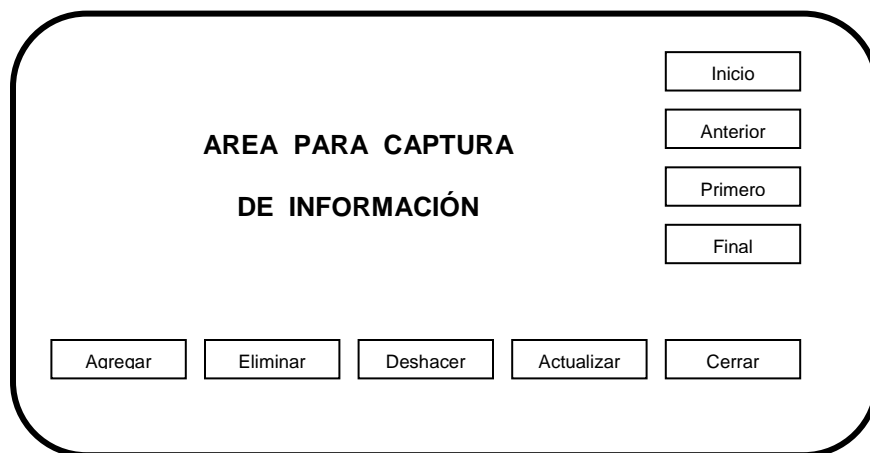 Inicio
Anterior
AREA PARA CAPTURA
DE INFORMACIÓN
Primero
Final
Agregar Eliminar Deshacer Actualizar Cerrar